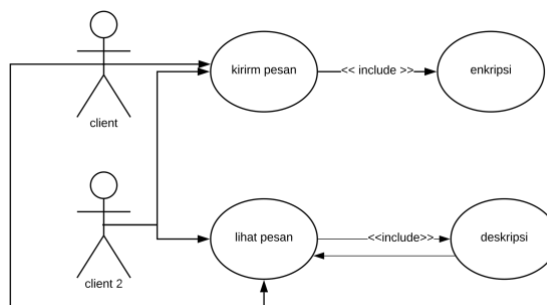 kirirm pesan
<< include >>
enkripsi
client
lihat pesan
<<include>>
deskripsi
client 2